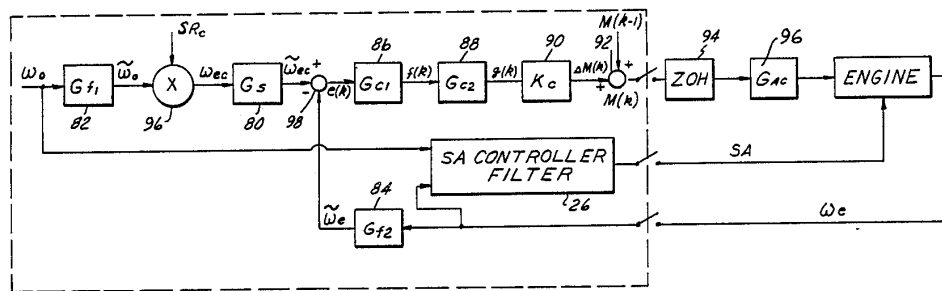 SRc
86
88
90
M(k-1)
92
94
96
ωo
Gf1
ω̃o
X
ωec
Gs
ω̃ec
+
-
e(k)
Gc1
f(k)
Gc2
g(k)
Kc
ΔM(k)
+
+
M(k)
ZOH
GAC
ENGINE
82
96
80
98
SA CONTROLLER
FILTER
26
SA
84
ω̃e
Gf2
ωe